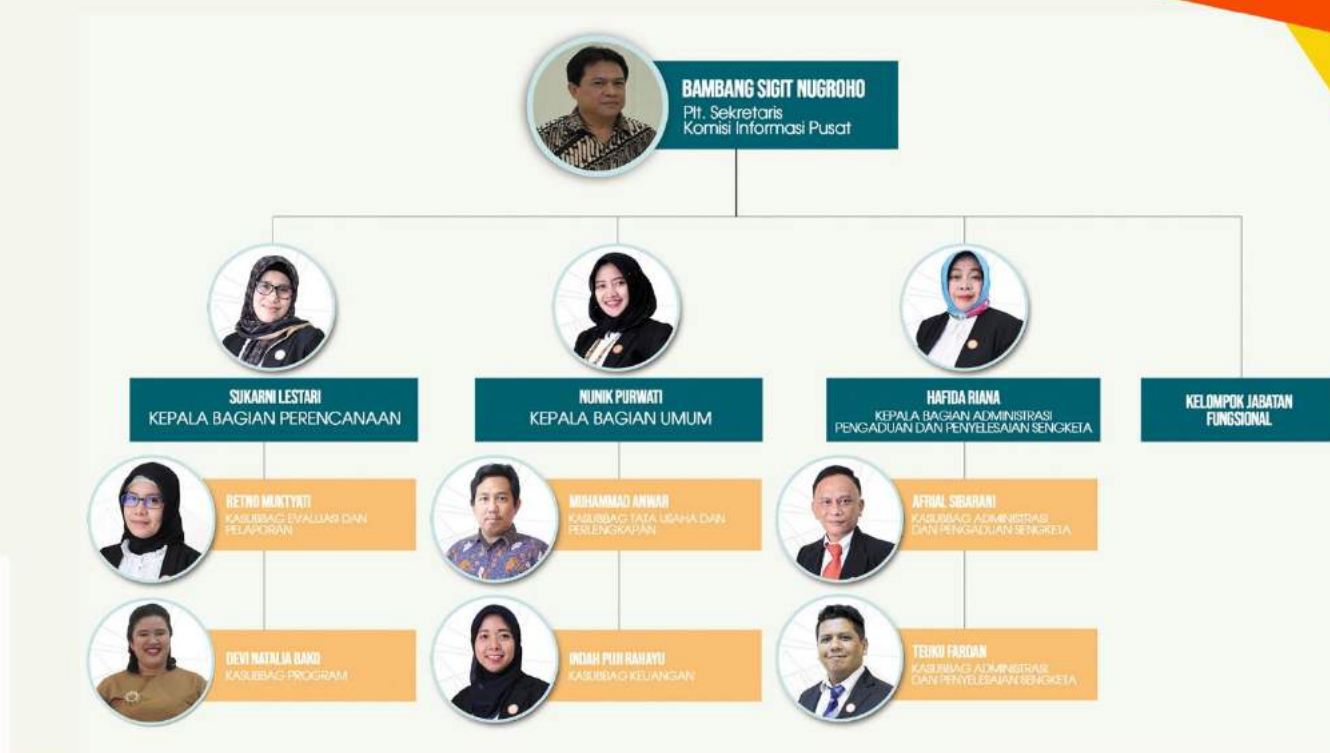 BAMBANG SIGIT NUGROHO
Plt. Sekretaris
Komisi Informasi Pusat
SUKARNI LESTARI
KEPALA BAGIAN PERENCANAAN
NUNIK PURWATI
KEPALA BAGIAN UMUM
HAFIDA RIANA
KEPALA BAGIAN ADMINISTRASI
PENGADUAN DAN PENYELESAIAN SENGKETA
KELOMPOK JABATAN
FUNGSIONAL
RETNO MUKTYATI
KASUBBAG EVALUASI DAN
PELAPORAN
MUHAMMAD ANWAR
KASUBBAG TATA USAHA DAN
PERLENGKAPAN
AFRIAL SIBARANI
KASUBBAG ADMINISTRASI
DAN PENGADUAN SENGKETA
DEVI NATALIA BAKO
KASUBBAG PROGRAM
INDAH PUJI RAHAYU
KASUBBAG KEUANGAN
TEUKU FARDAN
KASUBBAG ADMINISTRASI
DAN PENYELESAIAN SENGKETA